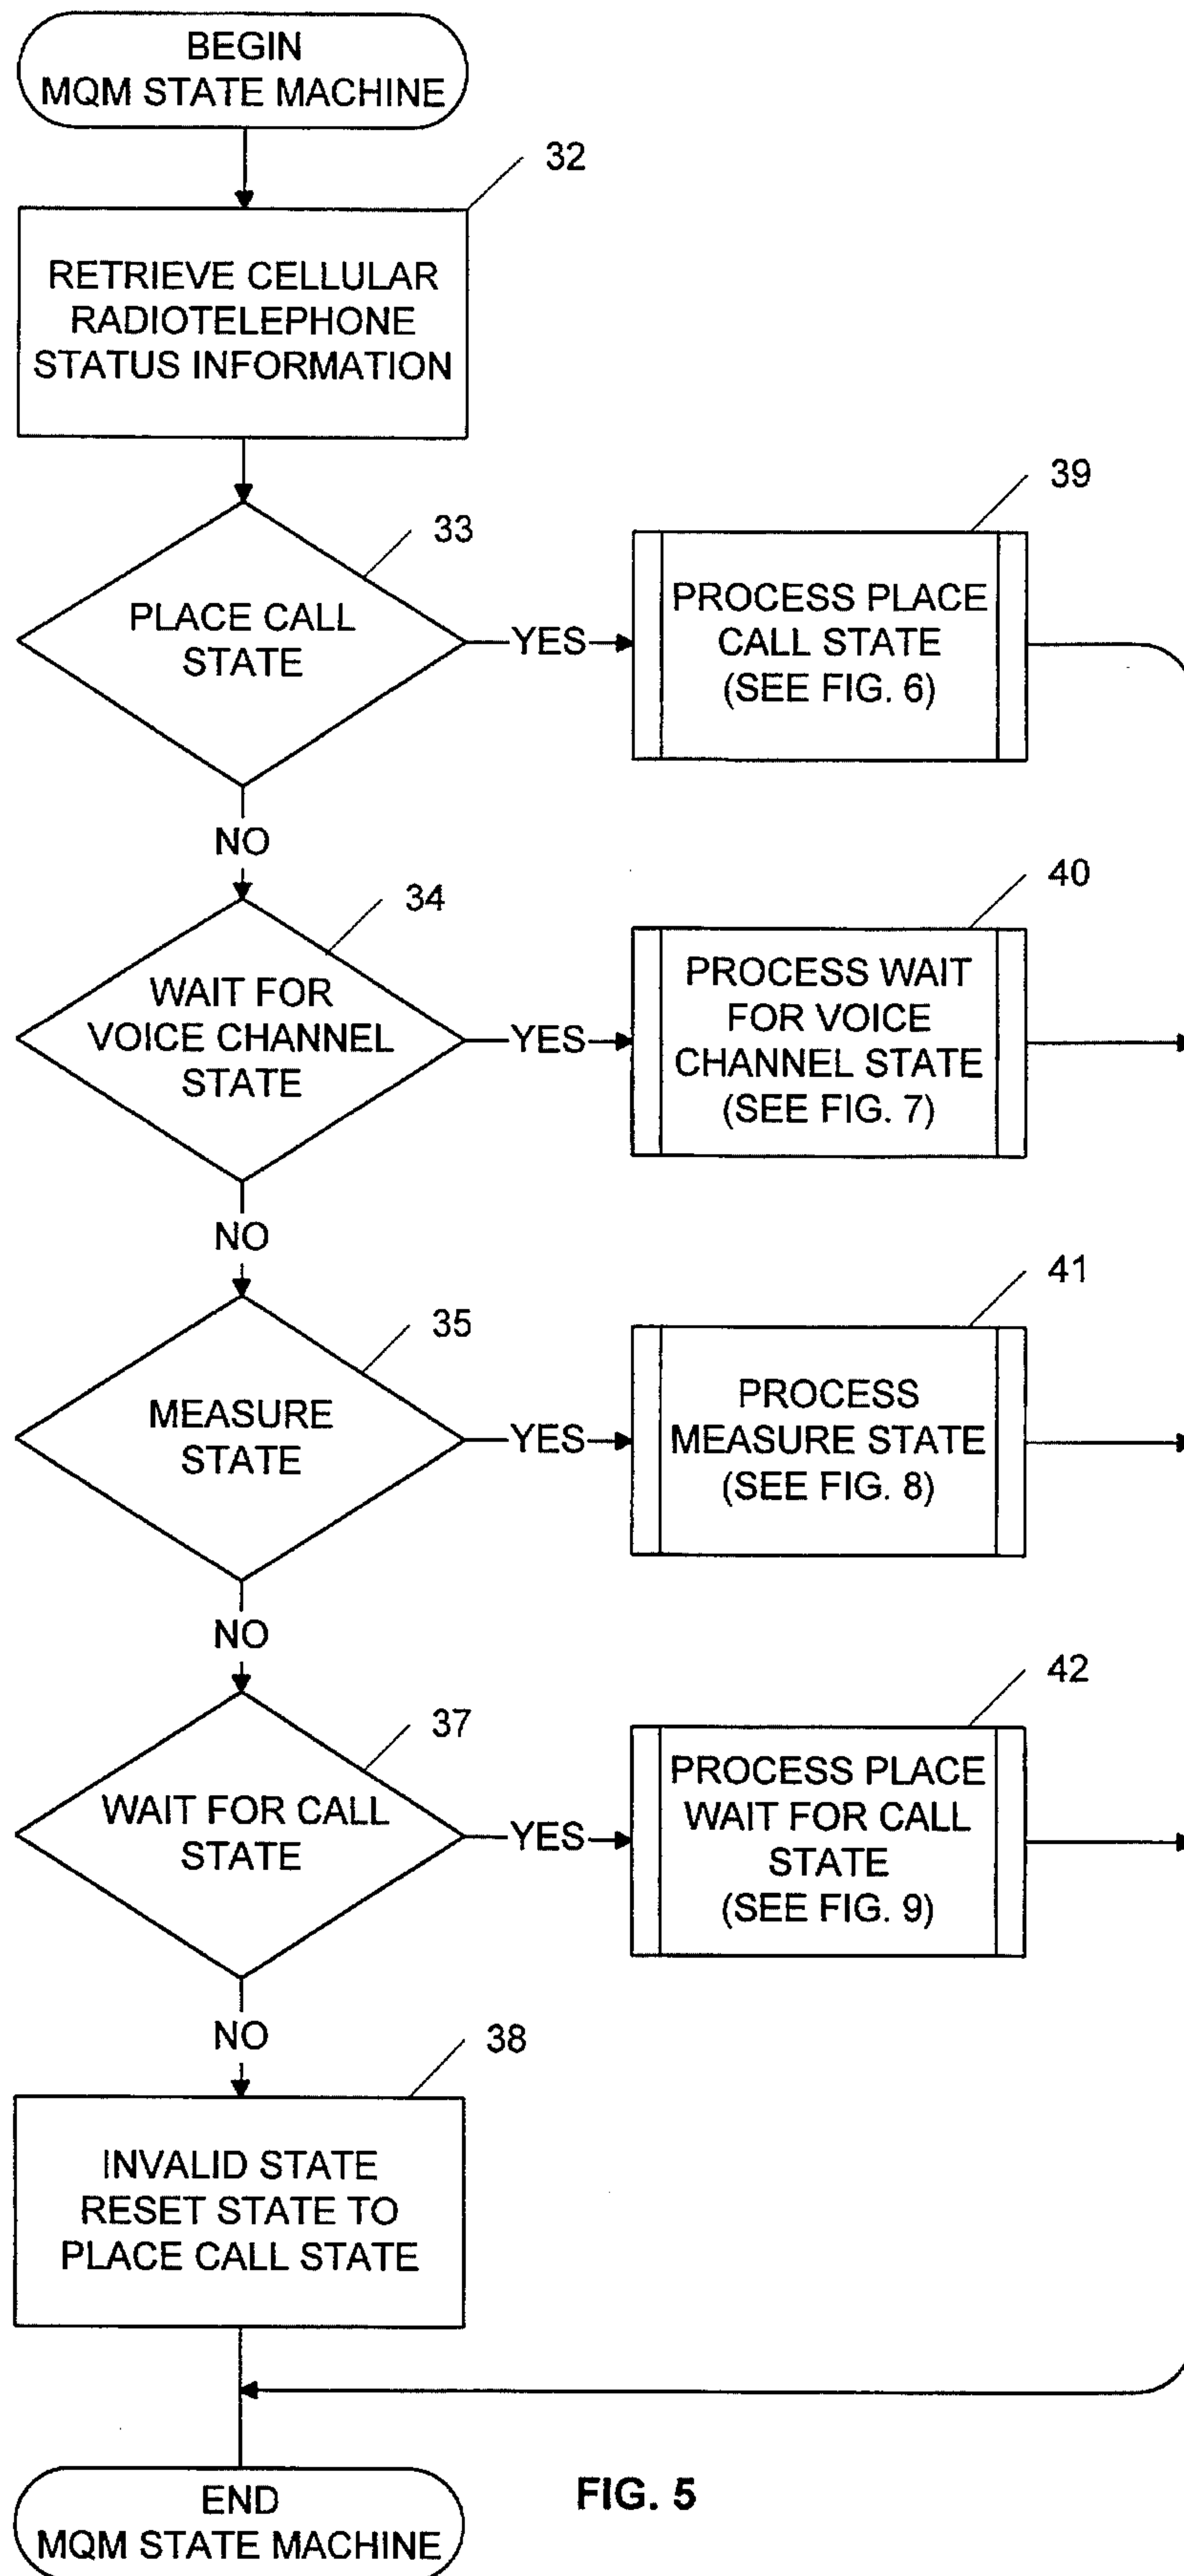 BEGIN
MQM STATE MACHINE
32
RETRIEVE CELLULAR
RADIOTELEPHONE
STATUS INFORMATION
33
PLACE CALL
STATE
YES
39
PROCESS PLACE
CALL STATE
(SEE FIG. 6)
NO
34
WAIT FOR
VOICE CHANNEL
STATE
YES
40
PROCESS WAIT
FOR VOICE
CHANNEL STATE
(SEE FIG. 7)
NO
35
MEASURE
STATE
YES
41
PROCESS
MEASURE STATE
(SEE FIG. 8)
NO
37
WAIT FOR CALL
STATE
YES
42
PROCESS PLACE
WAIT FOR CALL
STATE
(SEE FIG. 9)
NO
38
INVALID STATE
RESET STATE TO
PLACE CALL STATE
END
MQM STATE MACHINE
FIG. 5